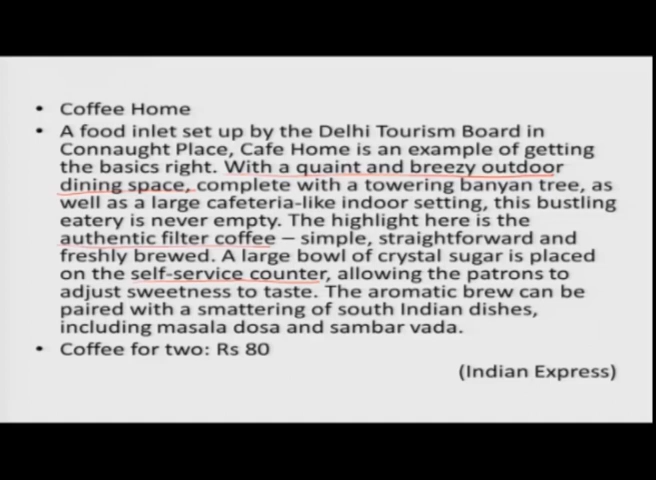 • Coffee Home
• A food inlet set up by the Delhi Tourism Board in
Connaught Place, Cafe Home is an example of getting
the basics right. With a quaint and breezy outdoor
dining space, complete with a towering banyan tree, as
well as a large cafeteria-like indoor setting, this bustling
eatery is never empty. The highlight here is the
authentic filter coffee – simple, straightforward and
freshly brewed. A large bowl of crystal sugar is placed
on the self-service counter, allowing the patrons to
adjust sweetness to taste. The aromatic brew can be
paired with a smattering of south Indian dishes,
including masala dosa and sambar vada.
• Coffee for two: Rs 80
(Indian Express)